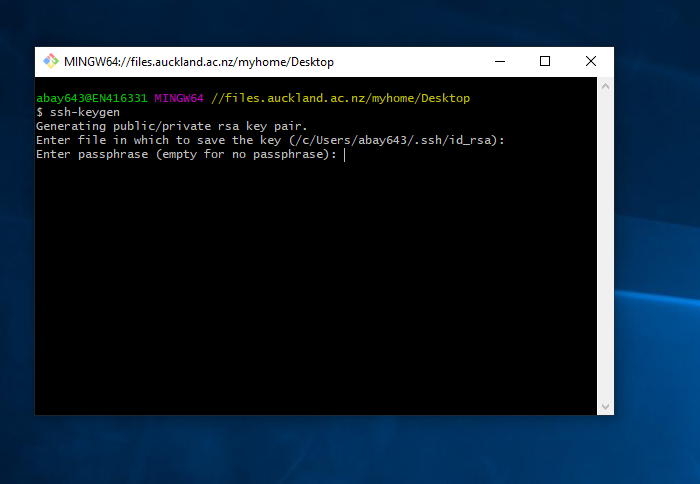 MINGW64://files.auckland.ac.nz/myhome/Desktop
abay643@EN416331 MINGW64 //files.auckland.ac.nz/myhome/Desktop
$ ssh-keygen
Generating public/private rsa key pair.
Enter file in which to save the key (/c/Users/abay643/.ssh/id_rsa):
Enter passphrase (empty for no passphrase):